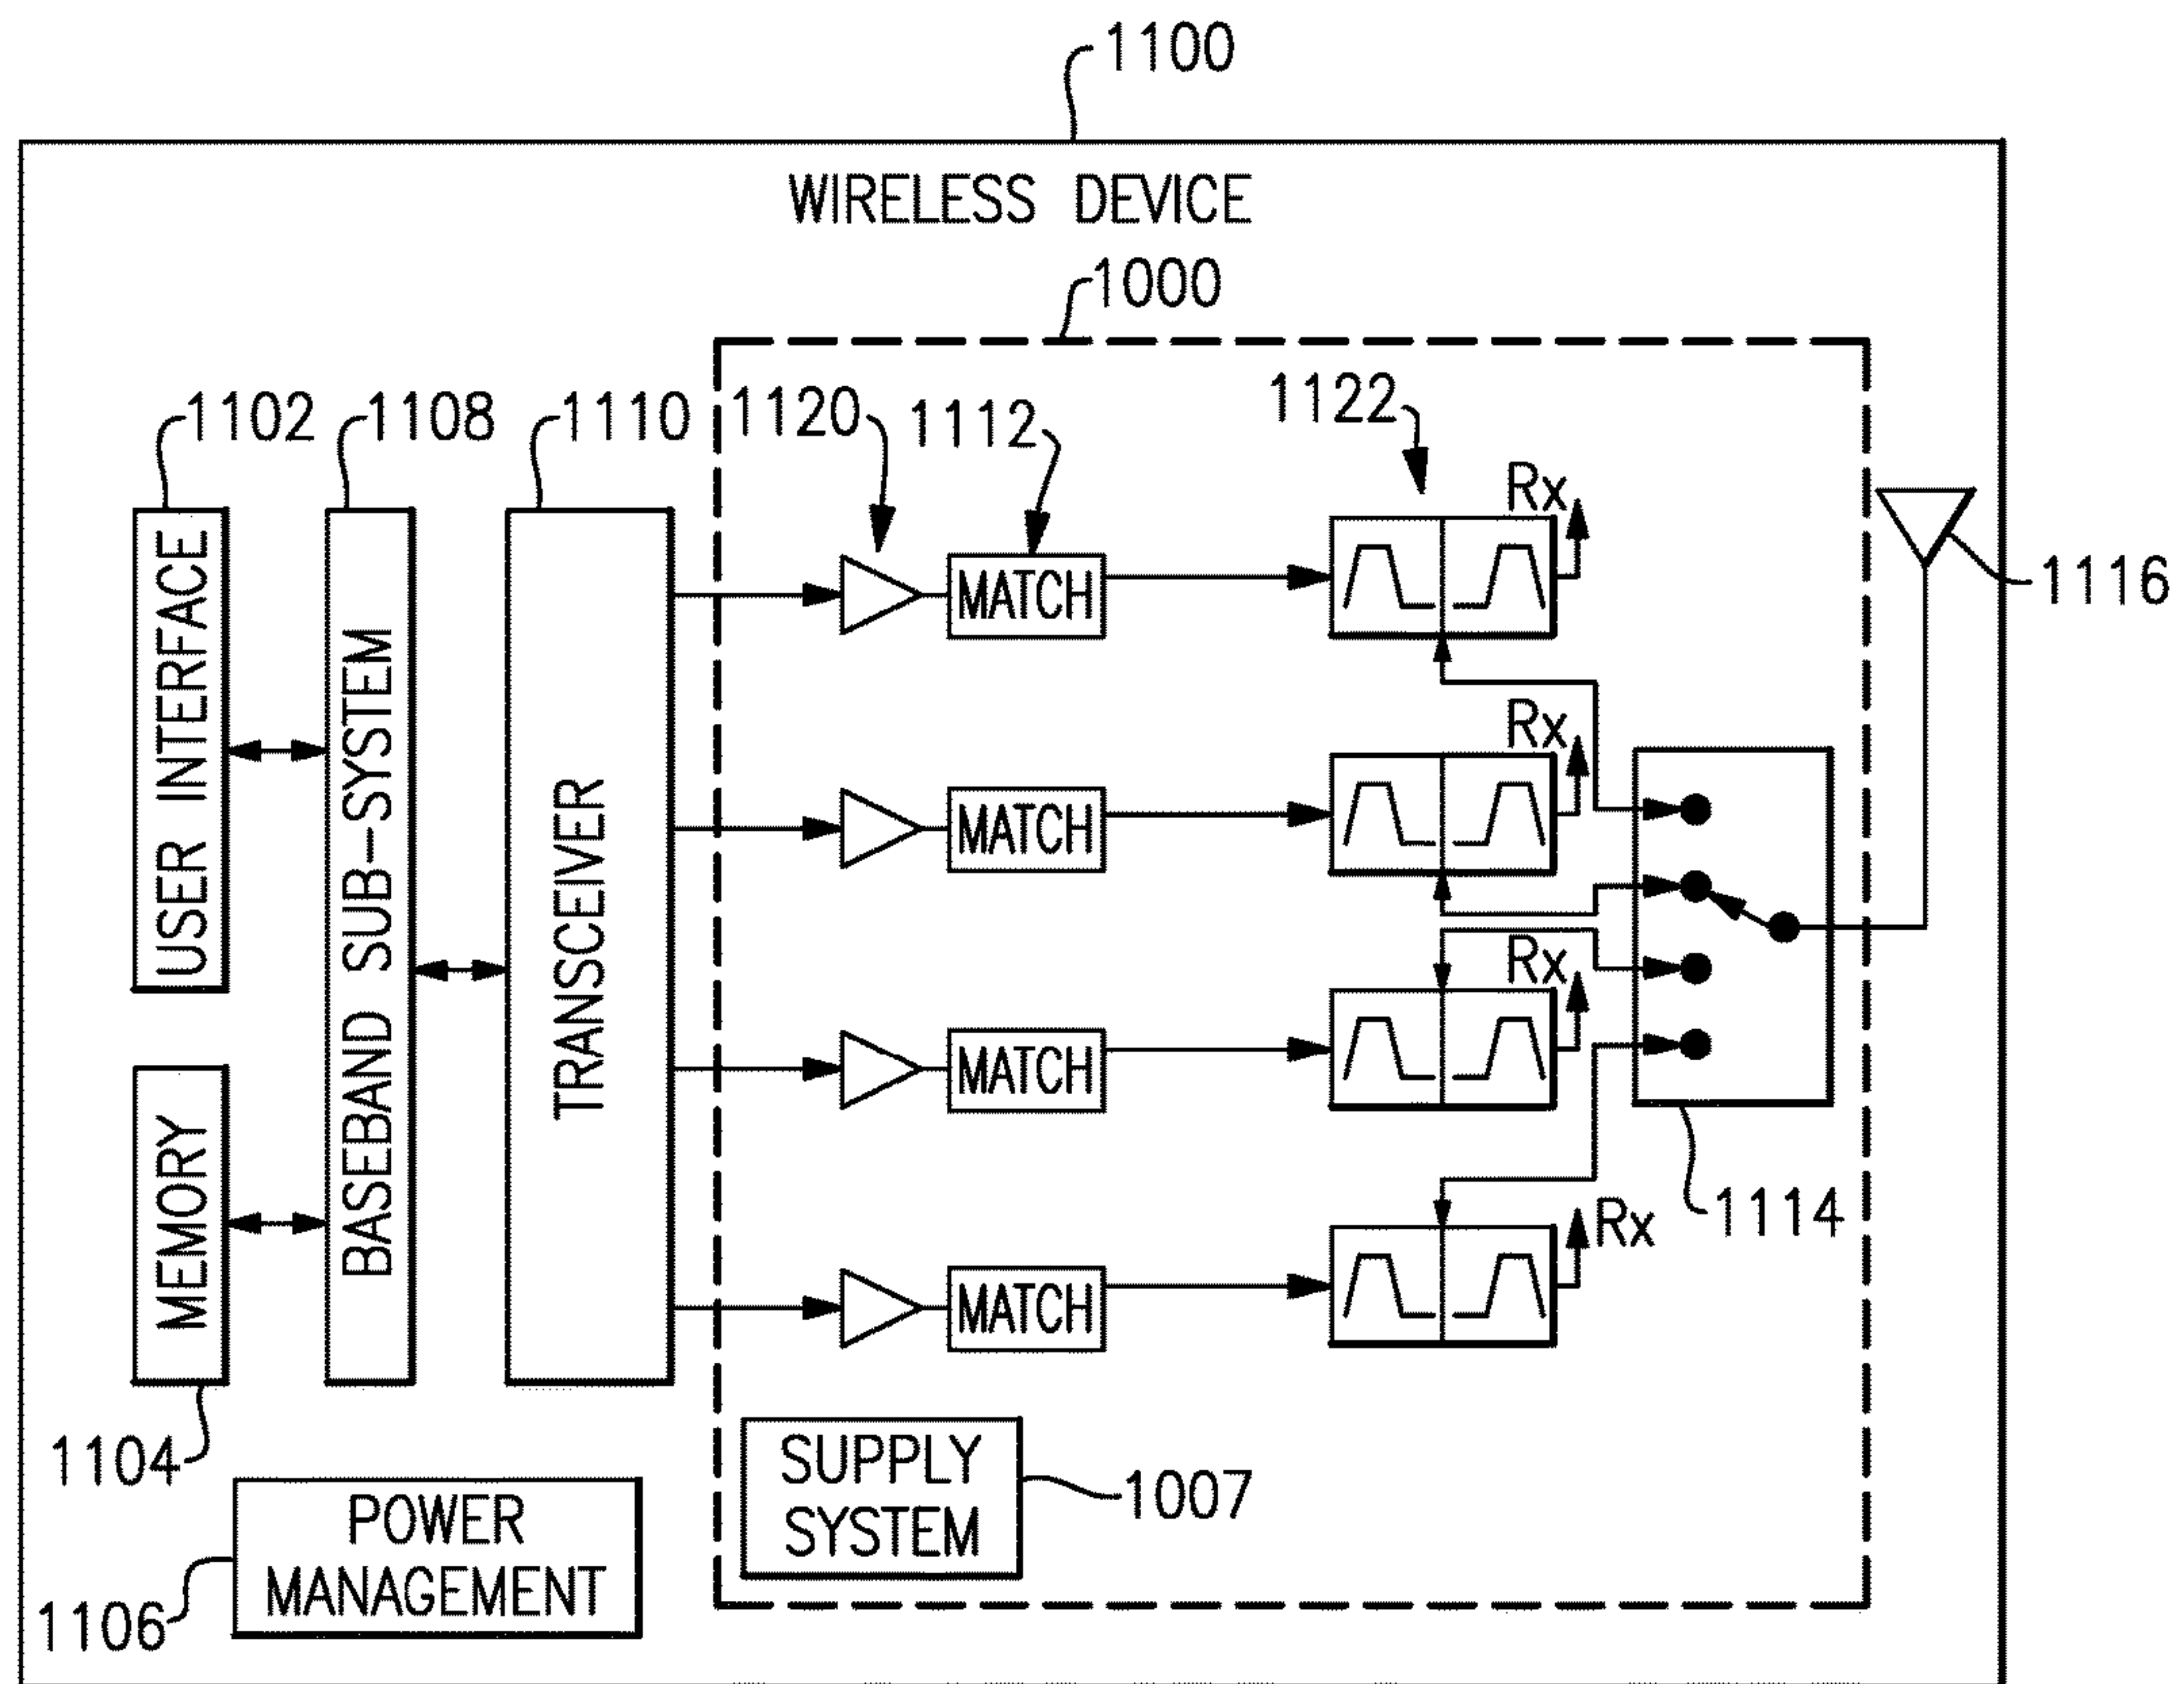 1100
WIRELESS DEVICE
1000
1102
1108
1110
1120
1112
1122
Rx
MATCH
1116
USER INTERFACE
BASEBAND SUB-SYSTEM
TRANSCEIVER
Rx
MATCH
Rx
MATCH
MEMORY
1114
Rx
MATCH
1104
SUPPLY
SYSTEM
1007
POWER
MANAGEMENT
1106